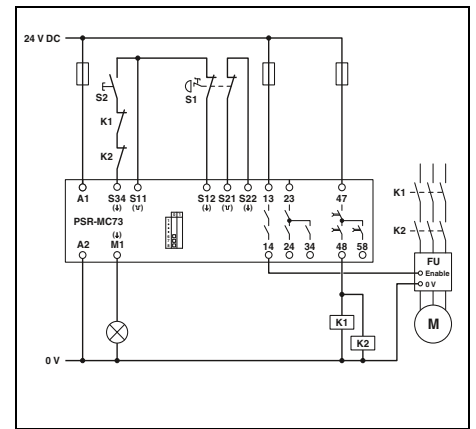 24 V DC
S2
S1
K1
K2
A1 S34 S11 S12 S21 S22 13 23 47
PSR-MC73
A2 M1 14 24 34 48 58
K1
K2
FU
Enable
0 V
M
K1
K2
0 V